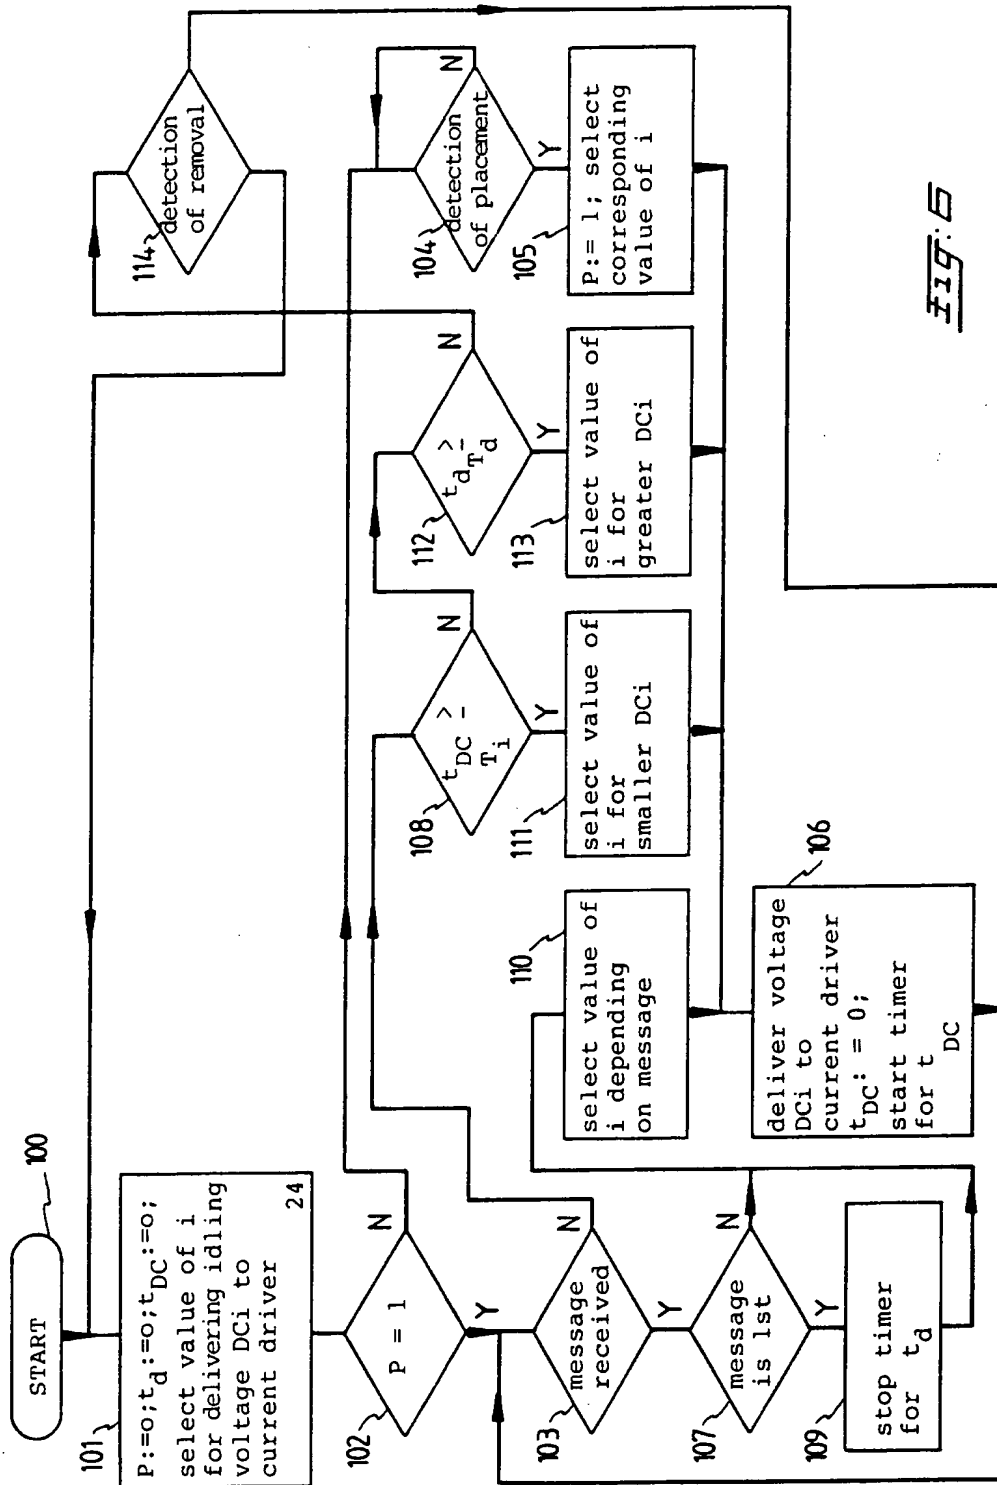 START
100
101
P:=o;t_d:=o;t_DC:=o;
select value of i
for delivering idling
voltage DCi to
current driver
24
102
P = 1
N
Y
103
message
received
N
Y
107
message
is 1st
N
Y
109
stop timer
for t_d
110
select value of
i depending
on message
106
deliver voltage
DCi to
current driver
t_DC: = 0;
start timer
for t_DC
108
t_DC ≥
T_i
N
Y
111
select value of
i for
smaller DCi
112
t_d ≥
T_d
N
Y
113
select value of
i for
greater DCi
104
detection
of placement
N
Y
105
P:= 1; select
corresponding
value of i
114
detection
of removal
Fig. 6